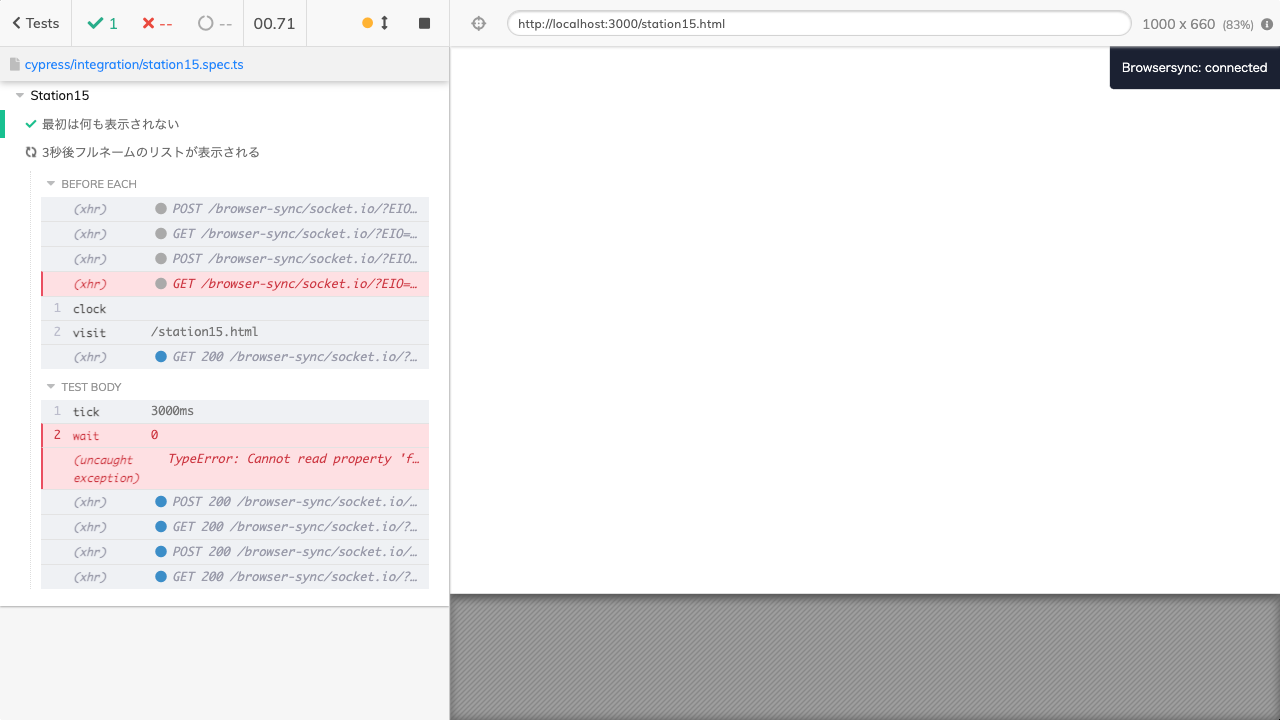 Tests
1
--
--
00.71
http://localhost:3000/station15.html
1000 x 660 (83%)
cypress/integration/station15.spec.ts
Browsersync: connected
Station15
最初は何も表示されない
3秒後フルネームのリストが表示される
BEFORE EACH
(xhr) POST /browser-sync/socket.io/?EIO…
(xhr) GET /browser-sync/socket.io/?EIO=…
(xhr) POST /browser-sync/socket.io/?EIO…
(xhr) GET /browser-sync/socket.io/?EIO=…
1 clock
2 visit /station15.html
(xhr) GET 200 /browser-sync/socket.io/?…
TEST BODY
1 tick 3000ms
2 wait 0
(uncaught exception) TypeError: Cannot read property 'f…
(xhr) POST 200 /browser-sync/socket.io/…
(xhr) GET 200 /browser-sync/socket.io/?…
(xhr) POST 200 /browser-sync/socket.io/…
(xhr) GET 200 /browser-sync/socket.io/?…